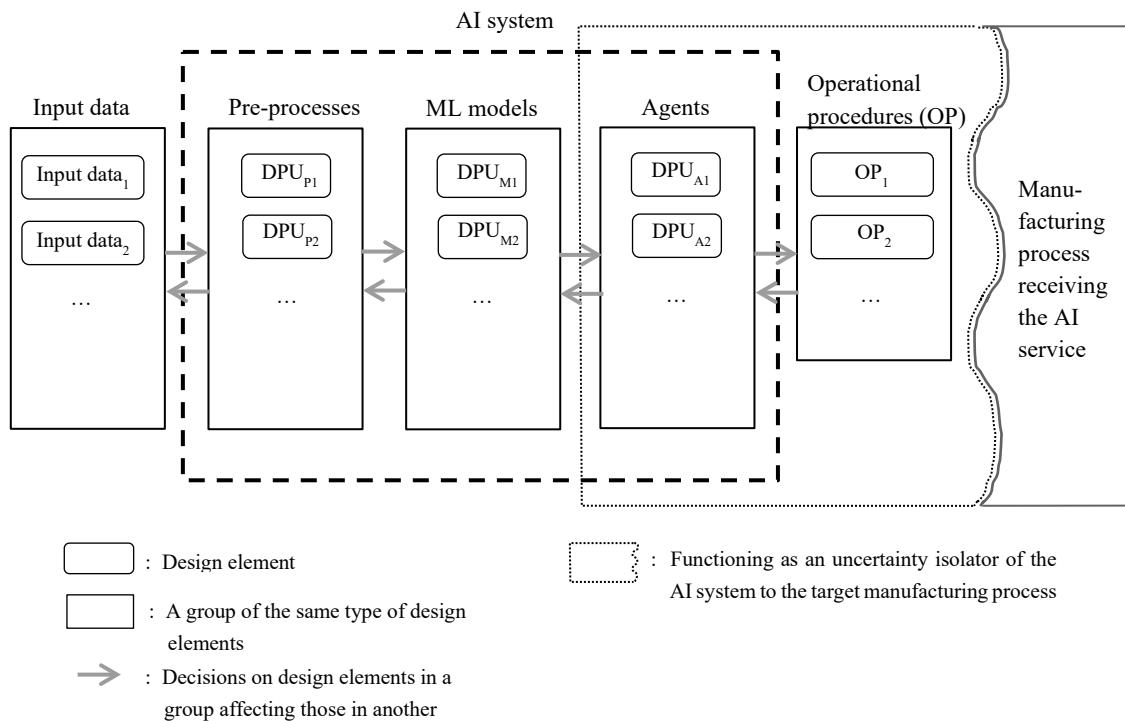 AI system
Input data
Pre-processes
ML models
Agents
Operational
procedures (OP)
Input data1
Input data2
…
DPUP1
DPUP2
…
DPUM1
DPUM2
…
DPUA1
DPUA2
…
OP1
OP2
…
Manu-
facturing
process
receiving
the AI
service
: Design element
: A group of the same type of design
elements
: Decisions on design elements in a
group affecting those in another
: Functioning as an uncertainty isolator of the
AI system to the target manufacturing process